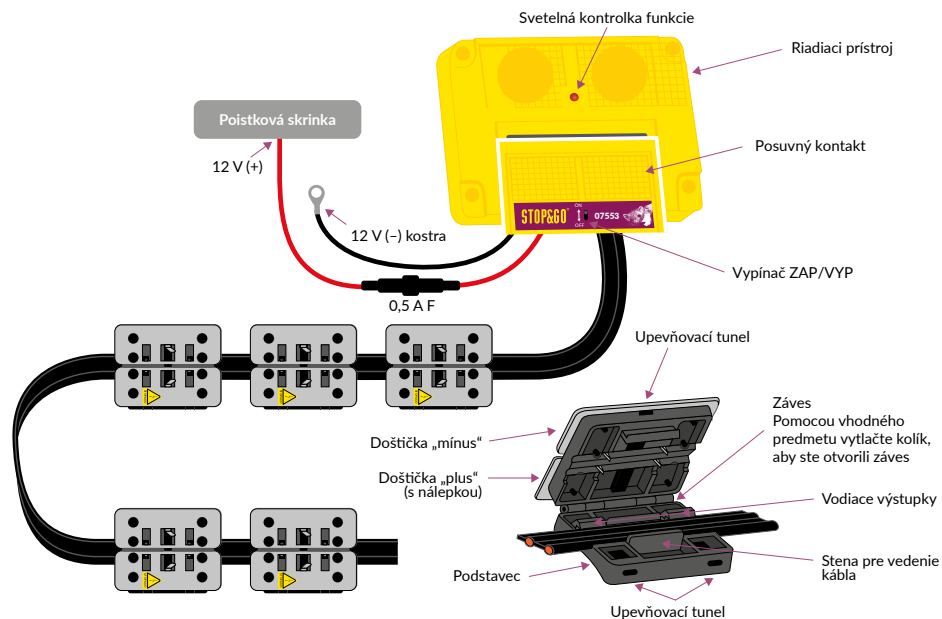 Svetelná kontrolka funkcie
Riadiaci prístroj
Poistková skrinka
12 V (+)
Posuvný kontakt
STOP&GO
ON
OFF
07553
12 V (–) kostra
Vypínač ZAP/VYP
0,5 A F
Upevňovací tunel
Záves
Pomocou vhodného
predmetu vytlačte kolík,
aby ste otvorili záves
Doštička „mínus“
Doštička „plus“
(s nálepkou)
Vodiace výstupky
Stena pre vedenie
kábla
Podstavec
Upevňovací tunel